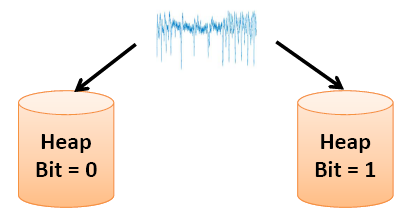 Heap
Bit = 0
Heap
Bit = 1